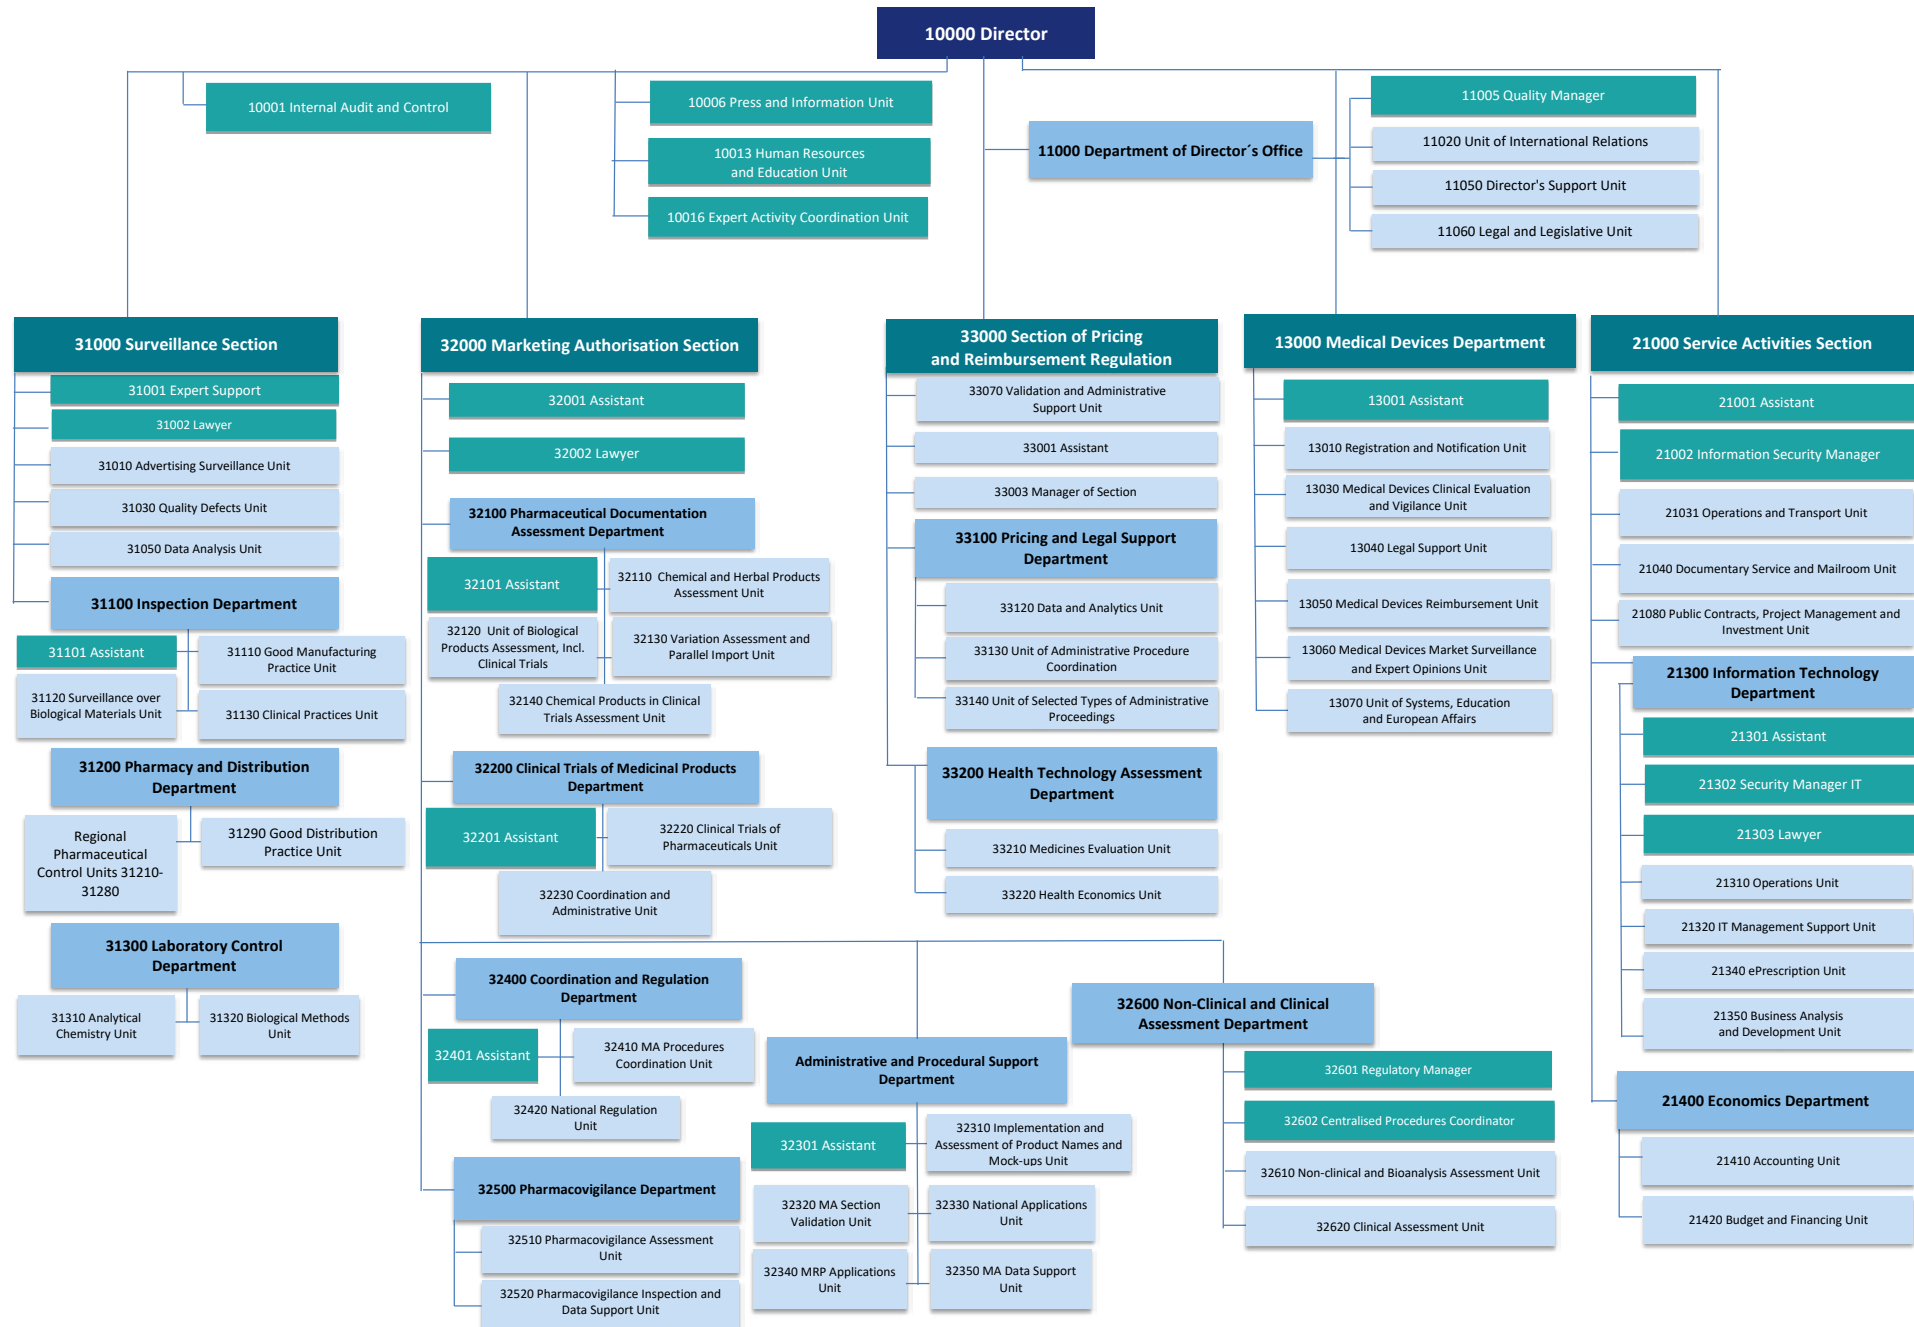 10000 Director
10001 Internal Audit and Control
10006 Press and Information Unit
10013 Human Resources
and Education Unit
10016 Expert Activity Coordination Unit
11000 Department of Director´s Office
11005 Quality Manager
11020 Unit of International Relations
11050 Director's Support Unit
11060 Legal and Legislative Unit
31000 Surveillance Section
31001 Expert Support
31002 Lawyer
31010 Advertising Surveillance Unit
31030 Quality Defects Unit
31050 Data Analysis Unit
31100 Inspection Department
31101 Assistant
31110 Good Manufacturing
Practice Unit
31120 Surveillance over
Biological Materials Unit
31130 Clinical Practices Unit
31200 Pharmacy and Distribution
Department
Regional
Pharmaceutical
Control Units 31210-
31280
31290 Good Distribution
Practice Unit
31300 Laboratory Control
Department
31310 Analytical
Chemistry Unit
31320 Biological Methods
Unit
32000 Marketing Authorisation Section
32001 Assistant
32002 Lawyer
32100 Pharmaceutical Documentation
Assessment Department
32101 Assistant
32110 Chemical and Herbal Products
Assessment Unit
32120 Unit of Biological
Products Assessment, Incl.
Clinical Trials
32130 Variation Assessment and
Parallel Import Unit
32140 Chemical Products in Clinical
Trials Assessment Unit
32200 Clinical Trials of Medicinal Products
Department
32201 Assistant
32220 Clinical Trials of
Pharmaceuticals Unit
32230 Coordination and
Administrative Unit
32400 Coordination and Regulation
Department
32401 Assistant
32410 MA Procedures
Coordination Unit
32420 National Regulation
Unit
32500 Pharmacovigilance Department
32510 Pharmacovigilance Assessment
Unit
32520 Pharmacovigilance Inspection and
Data Support Unit
Administrative and Procedural Support
Department
32301 Assistant
32310 Implementation and
Assessment of Product Names and
Mock-ups Unit
32320 MA Section
Validation Unit
32330 National Applications
Unit
32340 MRP Applications
Unit
32350 MA Data Support
Unit
32600 Non-Clinical and Clinical
Assessment Department
32601 Regulatory Manager
32602 Centralised Procedures Coordinator
32610 Non-clinical and Bioanalysis Assessment Unit
32620 Clinical Assessment Unit
33000 Section of Pricing
and Reimbursement Regulation
33070 Validation and Administrative
Support Unit
33001 Assistant
33003 Manager of Section
33100 Pricing and Legal Support
Department
33120 Data and Analytics Unit
33130 Unit of Administrative Procedure
Coordination
33140 Unit of Selected Types of Administrative
Proceedings
33200 Health Technology Assessment
Department
33210 Medicines Evaluation Unit
33220 Health Economics Unit
13000 Medical Devices Department
13001 Assistant
13010 Registration and Notification Unit
13030 Medical Devices Clinical Evaluation
and Vigilance Unit
13040 Legal Support Unit
13050 Medical Devices Reimbursement Unit
13060 Medical Devices Market Surveillance
and Expert Opinions Unit
13070 Unit of Systems, Education
and European Affairs
21000 Service Activities Section
21001 Assistant
21002 Information Security Manager
21031 Operations and Transport Unit
21040 Documentary Service and Mailroom Unit
21080 Public Contracts, Project Management and
Investment Unit
21300 Information Technology
Department
21301 Assistant
21302 Security Manager IT
21303 Lawyer
21310 Operations Unit
21320 IT Management Support Unit
21340 ePrescription Unit
21350 Business Analysis
and Development Unit
21400 Economics Department
21410 Accounting Unit
21420 Budget and Financing Unit